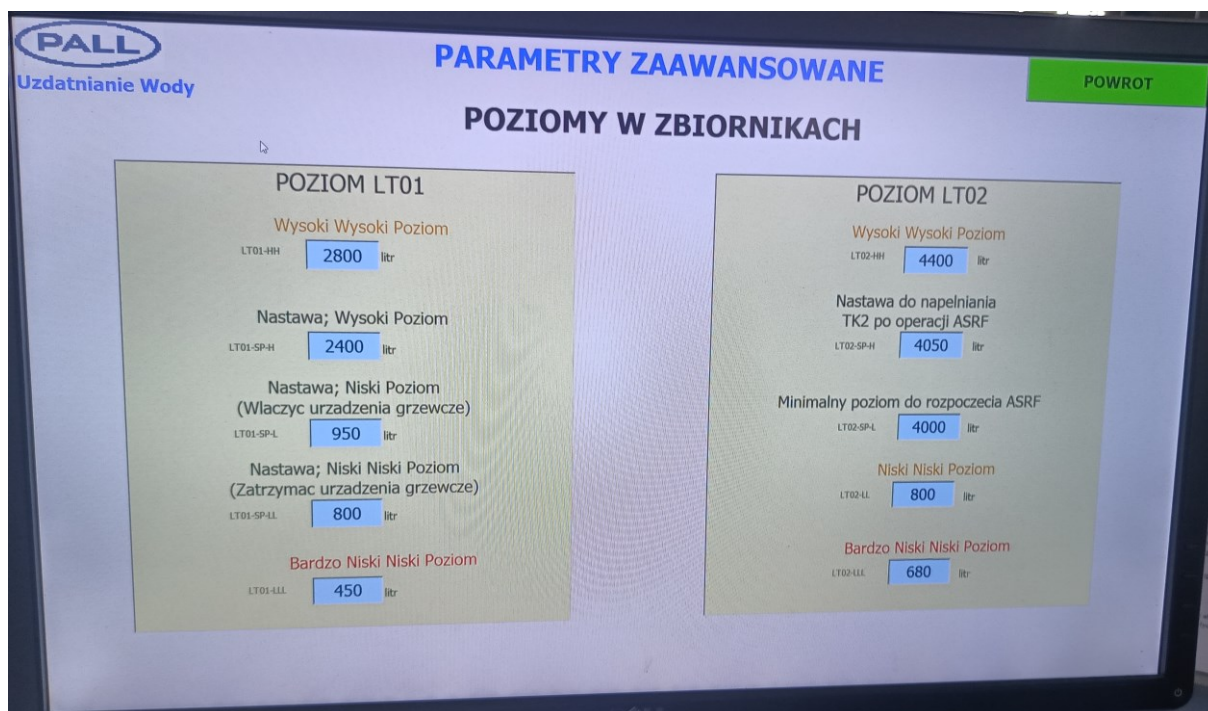 PALL
Uzdatnianie Wody
PARAMETRY ZAAWANSOWANE
POWROT
POZIOMY W ZBIORNIKACH
POZIOM LT01
Wysoki Wysoki Poziom
LT01-HH 2800 litr
Nastawa; Wysoki Poziom
LT01-SP-H 2400 litr
Nastawa; Niski Poziom
(Wlaczyc urzadzenia grzewcze)
LT01-SP-L 950 litr
Nastawa; Niski Niski Poziom
(Zatrzymac urzadzenia grzewcze)
LT01-SP-LL 800 litr
Bardzo Niski Niski Poziom
LT01-LLL 450 litr
POZIOM LT02
Wysoki Wysoki Poziom
LT02-HH 4400 litr
Nastawa do napelniania
TK2 po operacji ASRF
LT02-SP-H 4050 litr
Minimalny poziom do rozpoczecia ASRF
LT02-SP-L 4000 litr
Niski Niski Poziom
LT02-LL 800 litr
Bardzo Niski Niski Poziom
LT02-LLL 680 litr